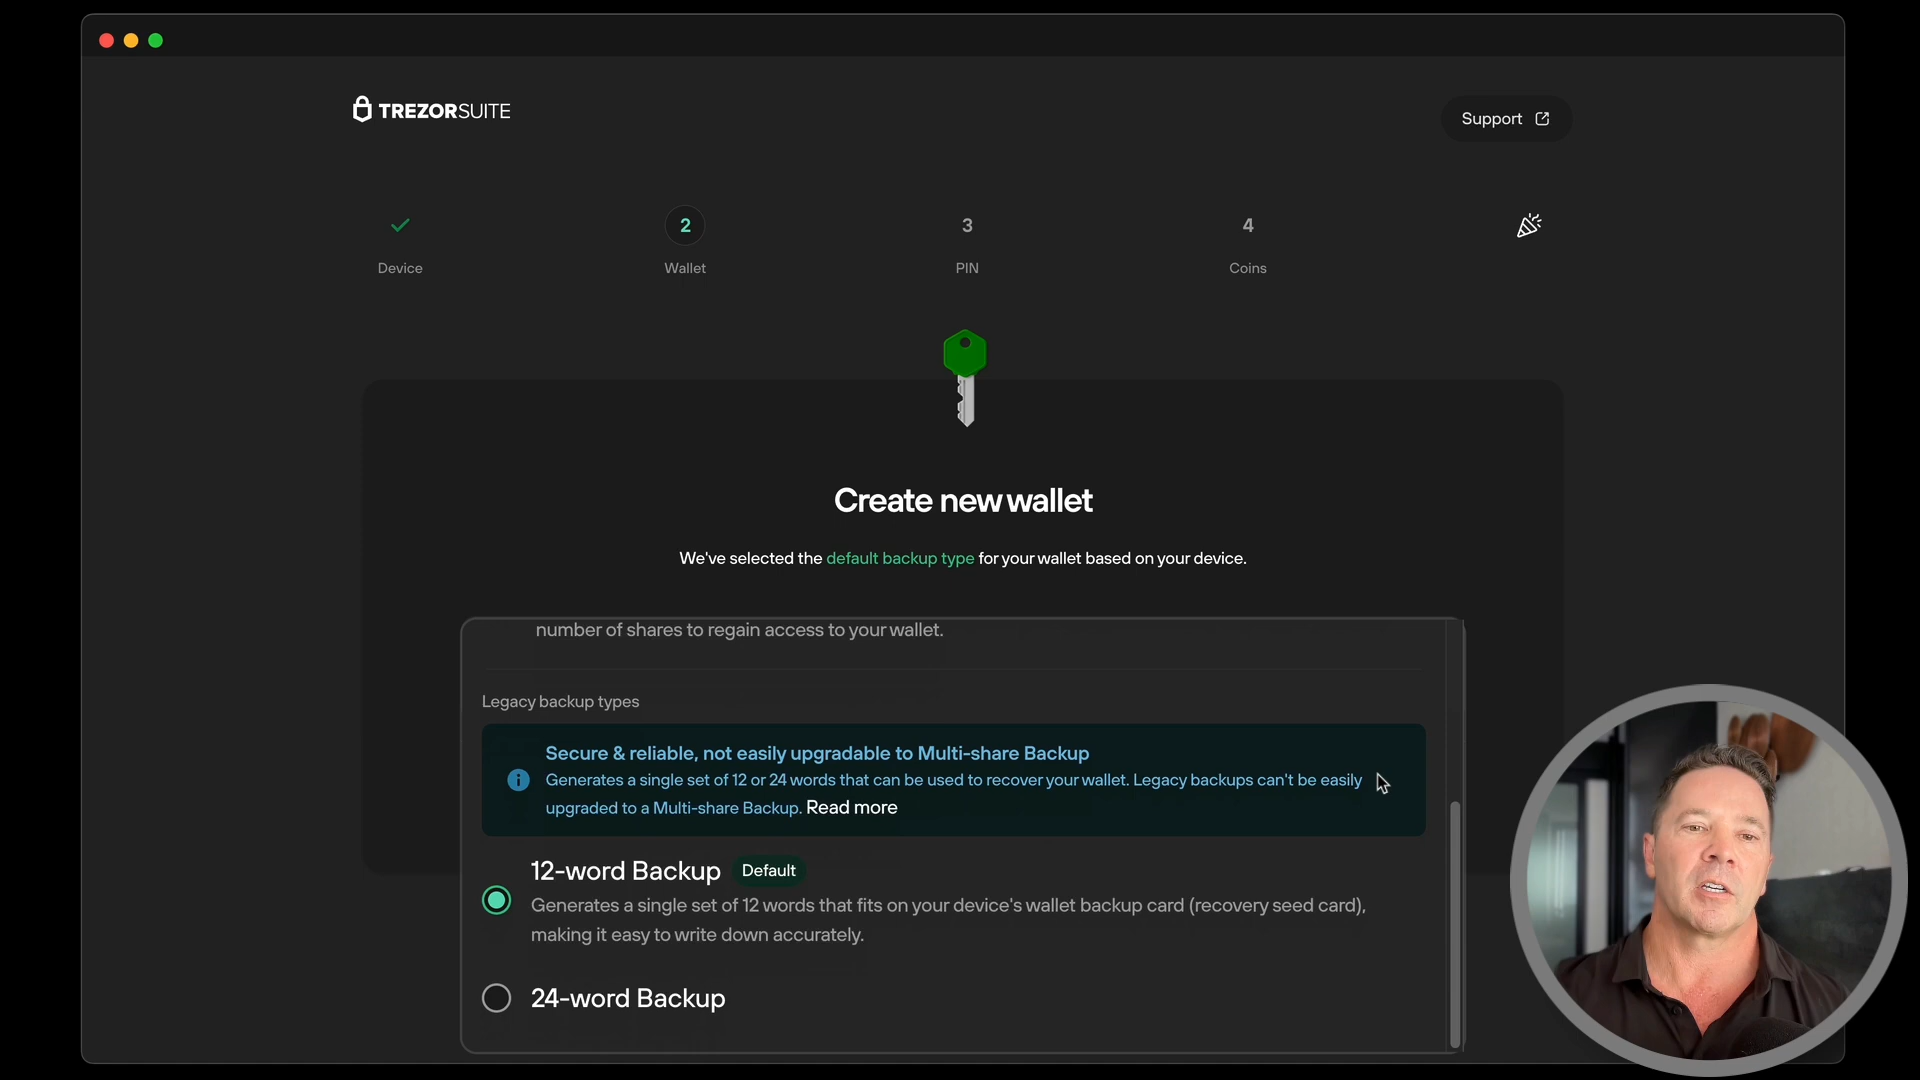 TREZORSUITE
Support
2
3
4
Device
Wallet
PIN
Coins
Create new wallet
We've selected the default backup type for your wallet based on your device.
number of shares to regain access to your wallet.
Legacy backup types
Secure & reliable, not easily upgradable to Multi-share Backup
Generates a single set of 12 or 24 words that can be used to recover your wallet. Legacy backups can't be easily
upgraded to a Multi-share Backup. Read more
12-word Backup Default
Generates a single set of 12 words that fits on your device's wallet backup card (recovery seed card),
making it easy to write down accurately.
24-word Backup